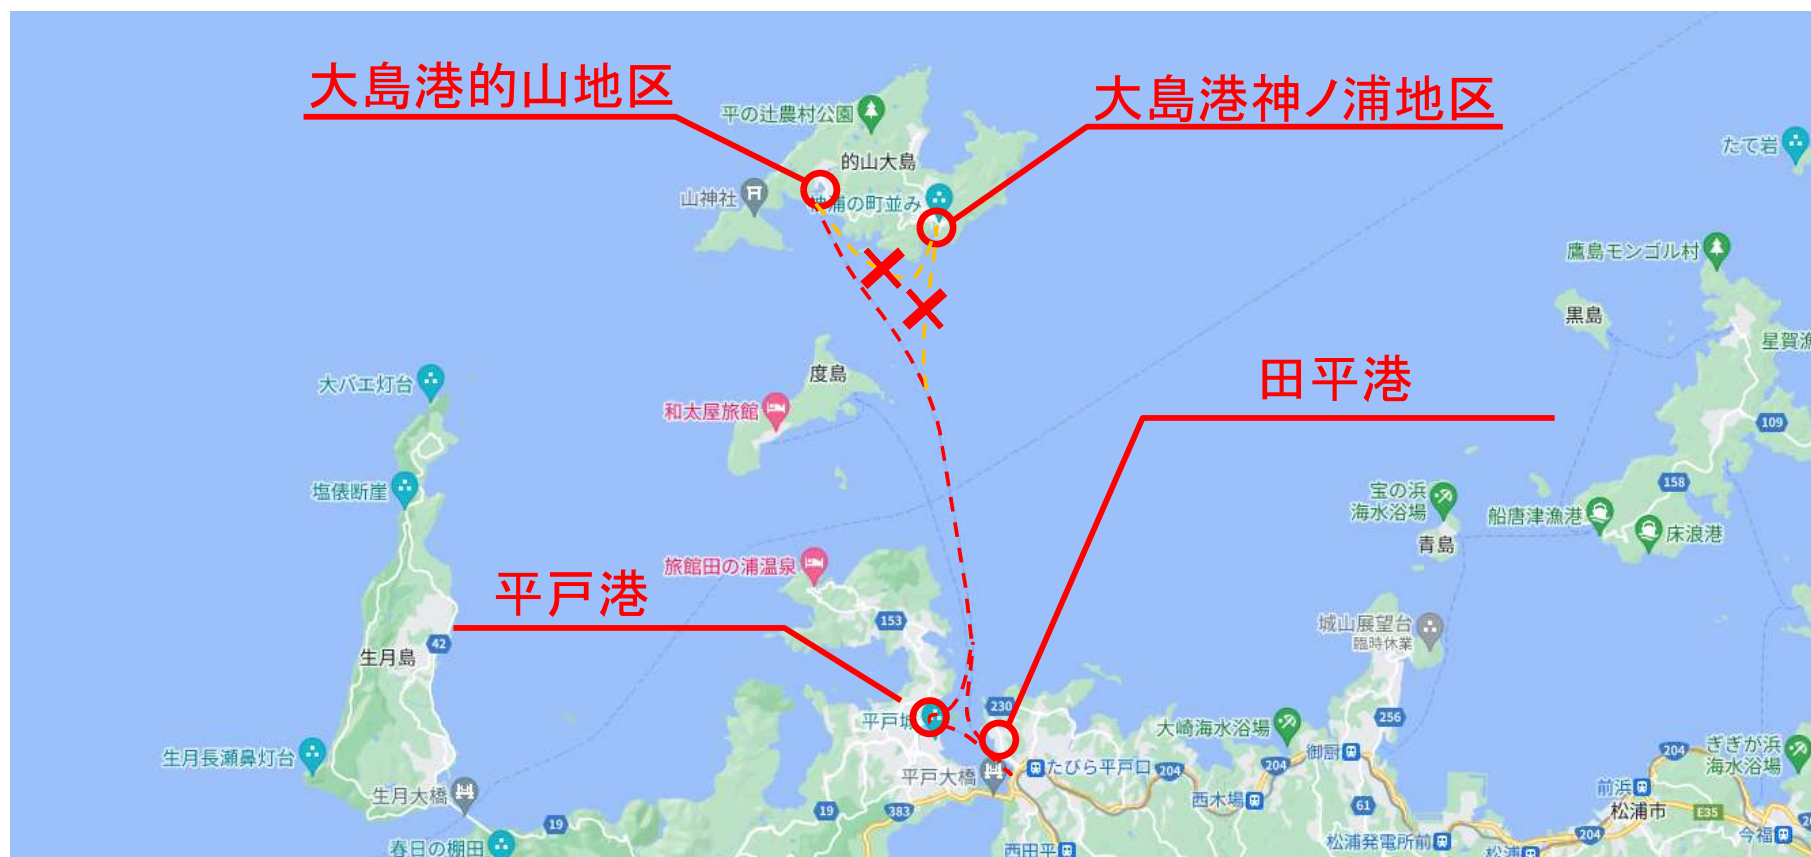 大島港的山地区
大島港神ノ浦地区
平の辻農村公園
的山大島
たて岩
山神社
神浦の町並み
鷹島モンゴル村
黒島
星賀漁
度島
田平港
大バエ灯台
和太屋旅館
109
塩俵断崖
宝の浜
海水浴場
158
船唐津漁港
床浪港
青島
旅館田の浦温泉
平戸港
153
城山展望台
臨時休業
42
生月島
230
平戸城
256
大崎海水浴場
御厨
204
ぎぎが浜
海水浴場
生月長瀬鼻灯台
平戸大橋
たびら平戸口
204
204
前浜
生月大橋
西木場
61
松浦市
E35
19
383
19
204
今福
20
春日の棚田
西田平
松浦発電所前
松浦